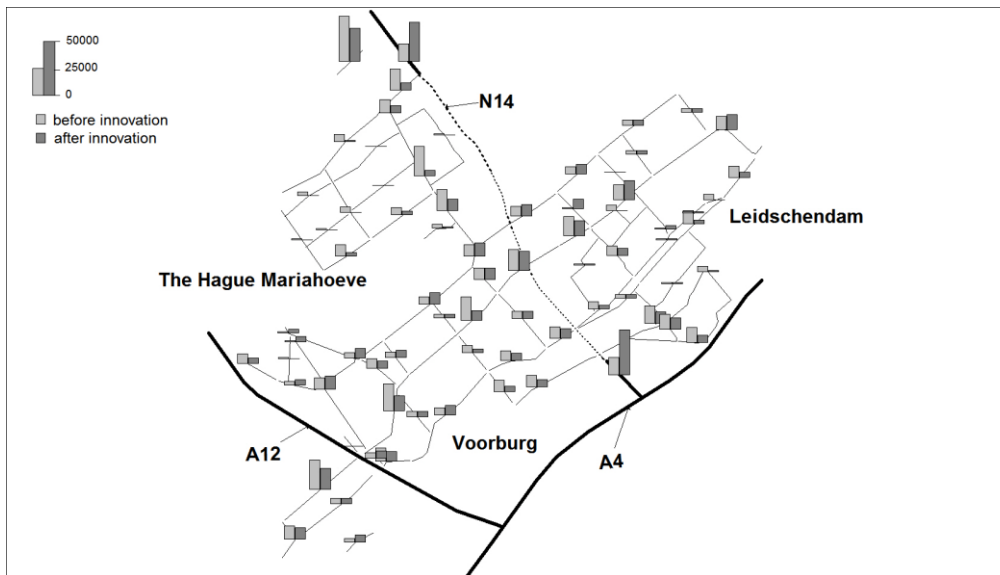 50000
25000
0
before innovation
after innovation
N14
Leidschendam
The Hague Mariahoeve
Voorburg
A12
A4